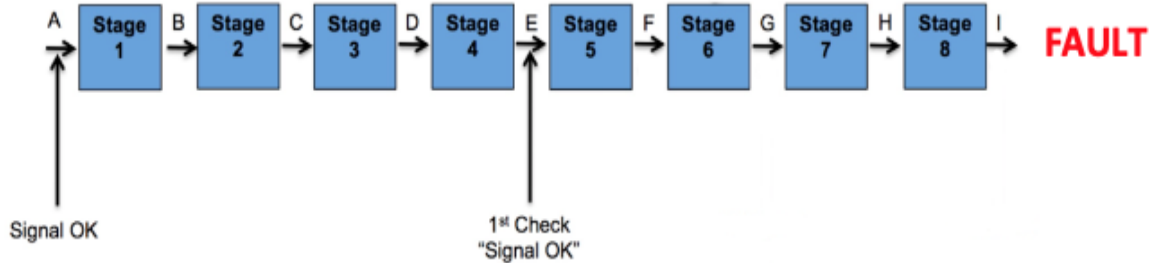 A
Stage
1
B
Stage
2
C
Stage
3
D
Stage
4
E
Stage
5
F
Stage
6
G
Stage
7
H
Stage
8
I
FAULT
Signal OK
1st Check
“Signal OK”